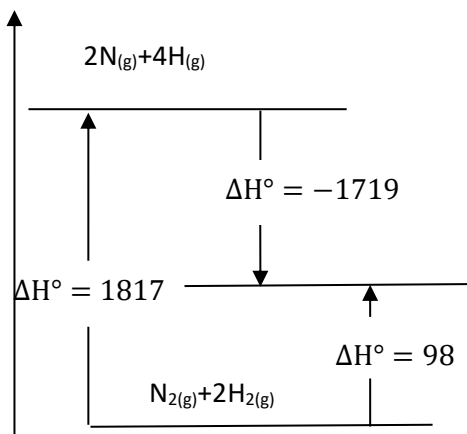 2N(g)+4H(g)
ΔH° = −1719
ΔH° = 1817
ΔH° = 98
N2(g)+2H2(g)